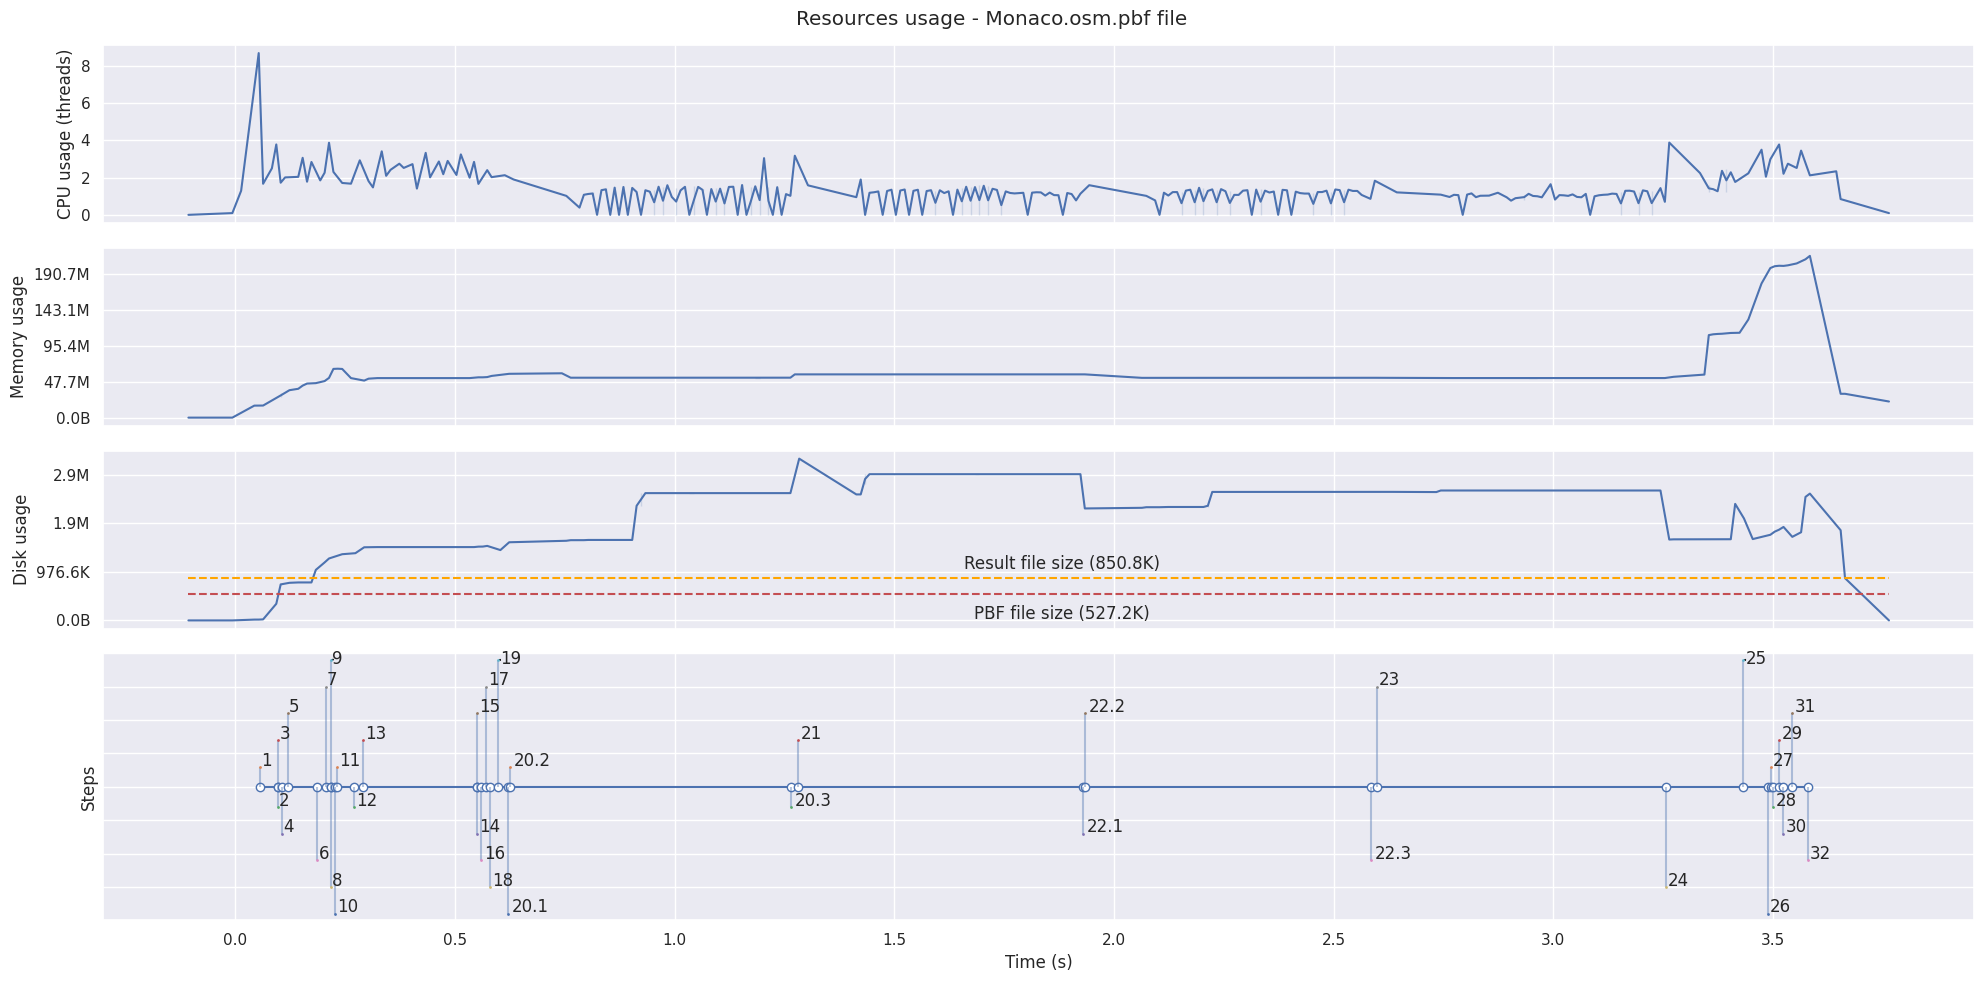 Resources usage - Monaco.osm.pbf file
CPU usage (threads)
8
6
4
2
0
Memory usage
190.7M
143.1M
95.4M
47.7M
0.0B
Disk usage
2.9M
1.9M
976.6K
0.0B
Result file size (850.8K)
PBF file size (527.2K)
Steps
9
19
25
7
17
23
5
15
22.2
31
3
13
21
29
1
11
20.2
27
2
12
20.3
28
4
14
22.1
30
6
16
22.3
32
8
18
24
10
20.1
26
0.0 0.5 1.0 1.5 2.0 2.5 3.0 3.5
Time (s)